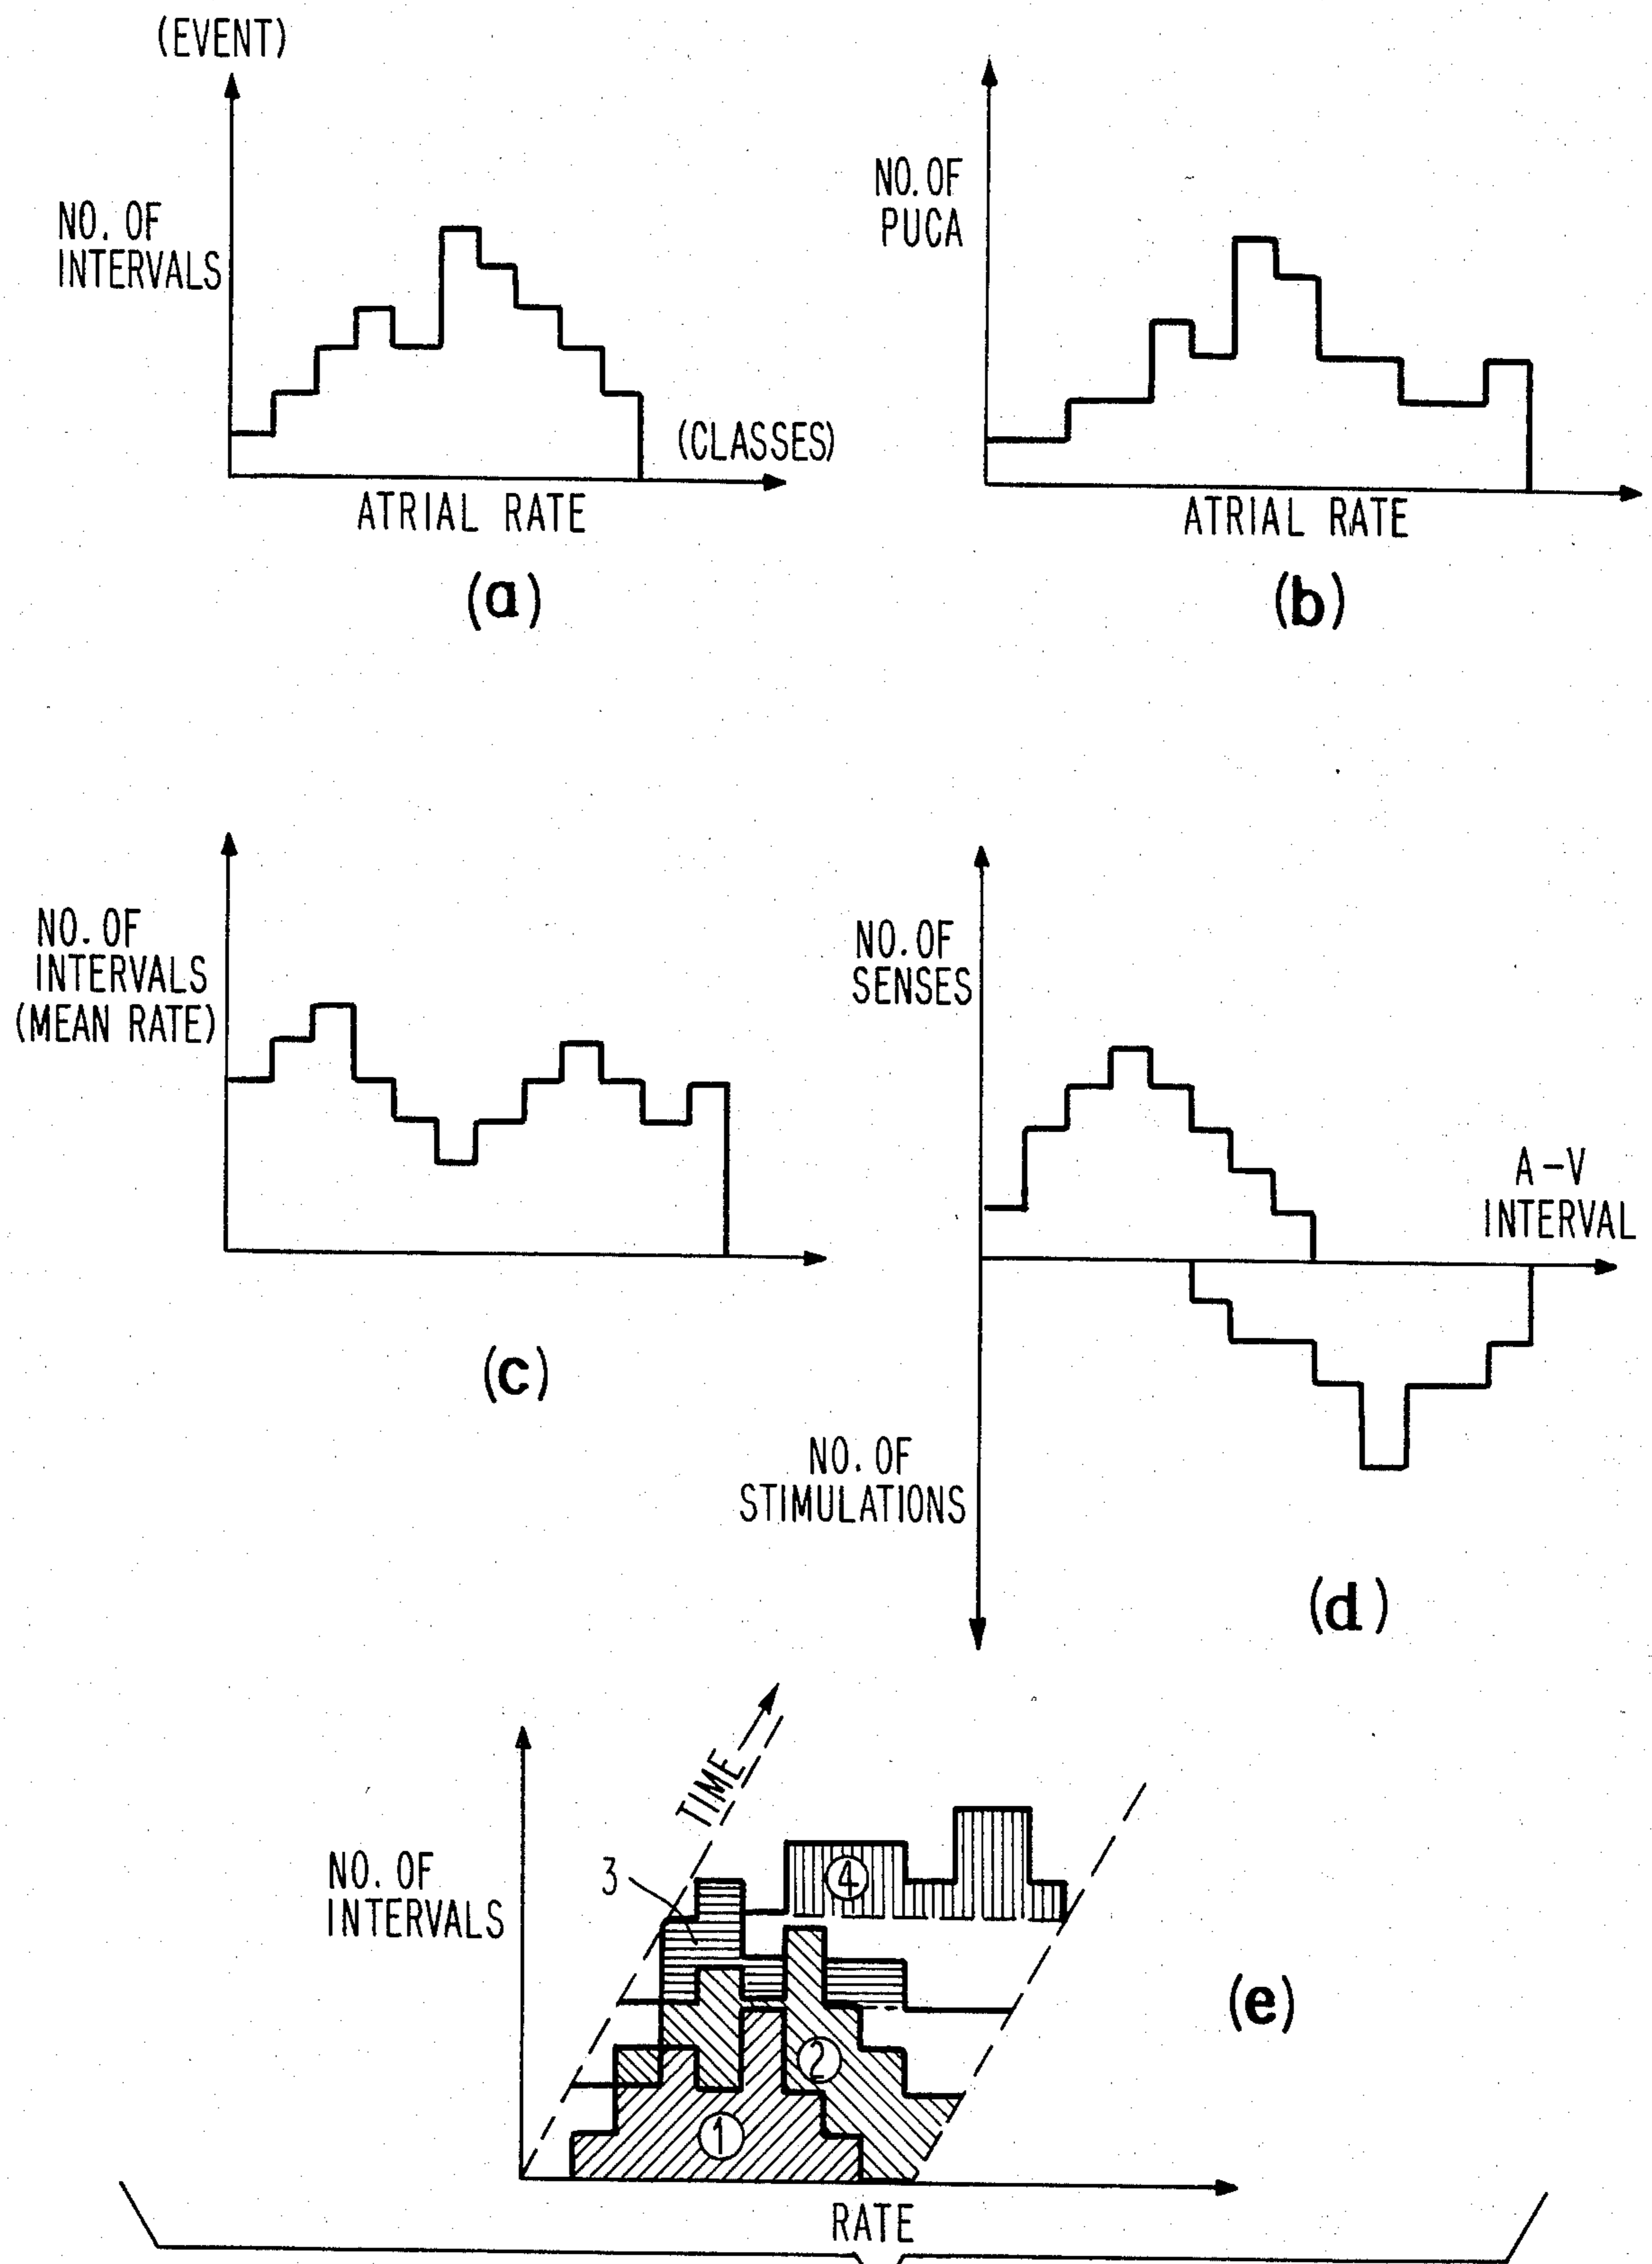 (EVENT)
NO. OF
INTERVALS
(CLASSES)
ATRIAL RATE
(a)
NO. OF
PUCA
ATRIAL RATE
(b)
NO. OF
INTERVALS
(MEAN RATE)
(c)
NO. OF
SENSES
A-V
INTERVAL
NO. OF
STIMULATIONS
(d)
TIME
NO. OF
INTERVALS
3
4
2
1
(e)
RATE